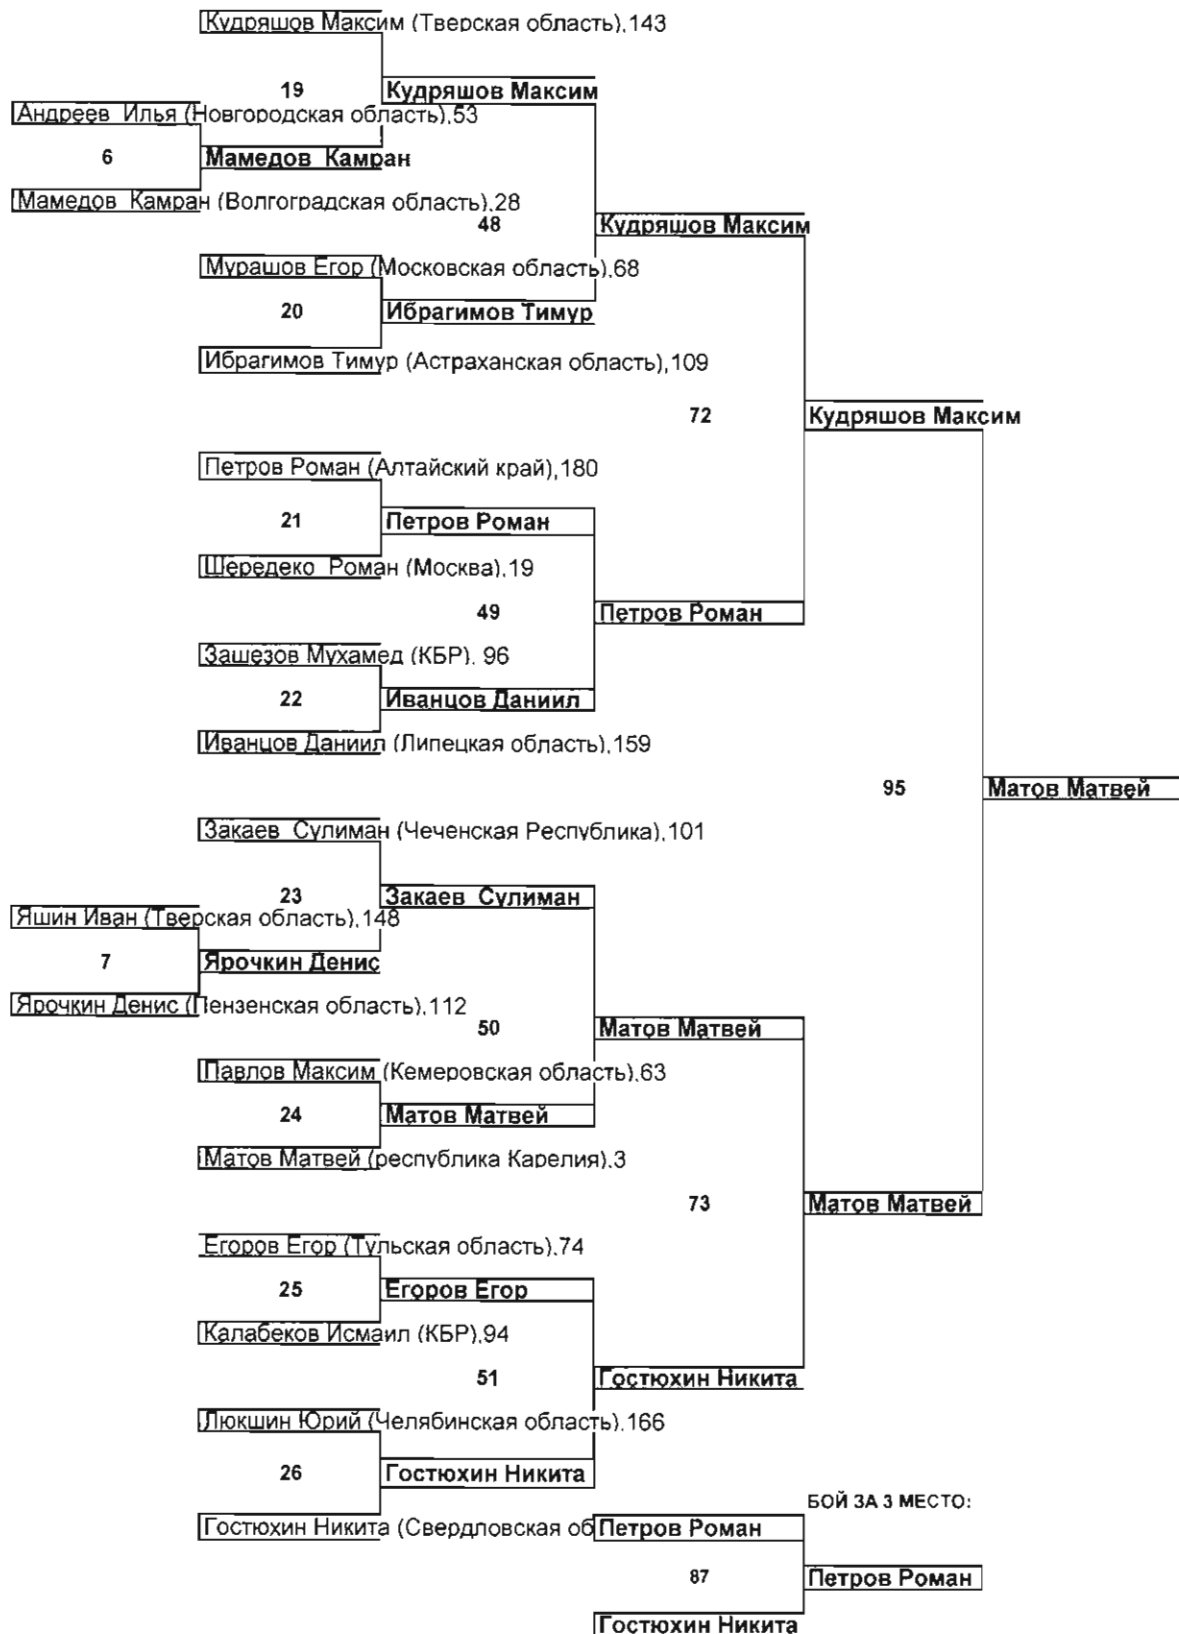 Кудряшов Максим (Тверская область),143
19
Кудряшов Максим
Андреев Илья (Новгородская область),53
6
Мамедов Камран
Мамедов Камран (Волгоградская область),28
48
Кудряшов Максим
Мурашов Егор (Московская область),68
20
Ибрагимов Тимур
Ибрагимов Тимур (Астраханская область),109
72
Кудряшов Максим
Петров Роман (Алтайский край),180
21
Петров Роман
Шередеко Роман (Москва),19
49
Петров Роман
Зашезов Мухамед (КБР), 96
22
Иванцов Даниил
Иванцов Даниил (Липецкая область),159
95
Матов Матвей
Закаев Сулиман (Чеченская Республика),101
23
Закаев Сулиман
Яшин Иван (Тверская область),148
7
Ярочкин Денис
Ярочкин Денис (Пензенская область),112
50
Матов Матвей
Павлов Максим (Кемеровская область),63
24
Матов Матвей
Матов Матвей (республика Карелия),3
73
Матов Матвей
Егоров Егор (Тульская область),74
25
Егоров Егор
Калабеков Исмаил (КБР),94
51
Гостюхин Никита
Люкшин Юрий (Челябинская область),166
26
Гостюхин Никита
БОЙ ЗА 3 МЕСТО:
Гостюхин Никита (Свердловская об
Петров Роман
87
Петров Роман
Гостюхин Никита